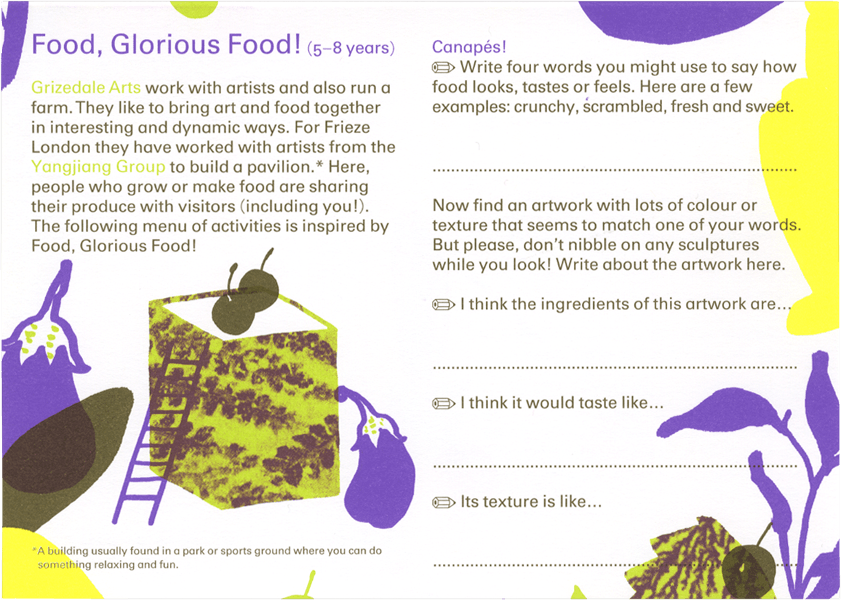 Food, Glorious Food! (5–8 years)
Grizedale Arts work with artists and also run a
farm. They like to bring art and food together
in interesting and dynamic ways. For Frieze
London they have worked with artists from the
Yangjiang Group to build a pavilion.* Here,
people who grow or make food are sharing
their produce with visitors (including you!).
The following menu of activities is inspired by
Food, Glorious Food!
*A building usually found in a park or sports ground where you can do
something relaxing and fun.
Canapés!
Write four words you might use to say how
food looks, tastes or feels. Here are a few
examples: crunchy, scrambled, fresh and sweet.
Now find an artwork with lots of colour or
texture that seems to match one of your words.
But please, don't nibble on any sculptures
while you look! Write about the artwork here.
I think the ingredients of this artwork are...
I think it would taste like...
Its texture is like...